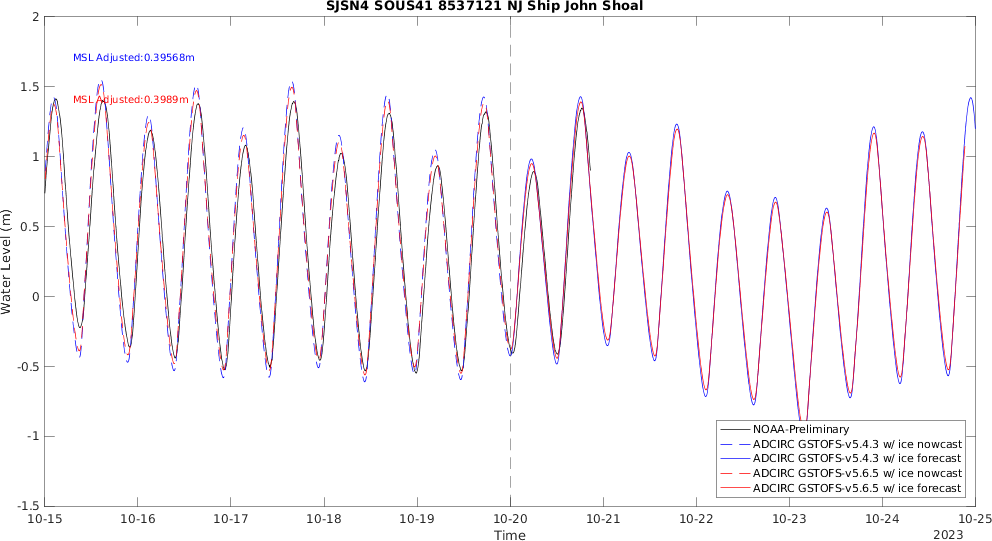 SJSN4 SOUS41 8537121 NJ Ship John Shoal
MSL Adjusted:0.39568m
MSL Adjusted:0.3989m
Water Level (m)
2
1.5
1
0.5
0
-0.5
-1
-1.5
NOAA-Preliminary
ADCIRC GSTOFS-v5.4.3 w/ ice nowcast
ADCIRC GSTOFS-v5.4.3 w/ ice forecast
ADCIRC GSTOFS-v5.6.5 w/ ice nowcast
ADCIRC GSTOFS-v5.6.5 w/ ice forecast
10-15 10-16 10-17 10-18 10-19 10-20 10-21 10-22 10-23 10-24 10-25
Time
2023